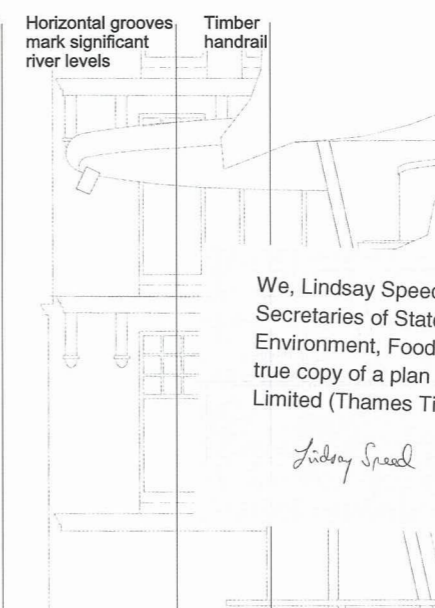 Horizontal grooves
mark significant
river levels
Timber
handrail
We, Lindsay Speed
Secretaries of State
Environment, Food
true copy of a plan
Limited (Thames Ti
Lindsay Speed